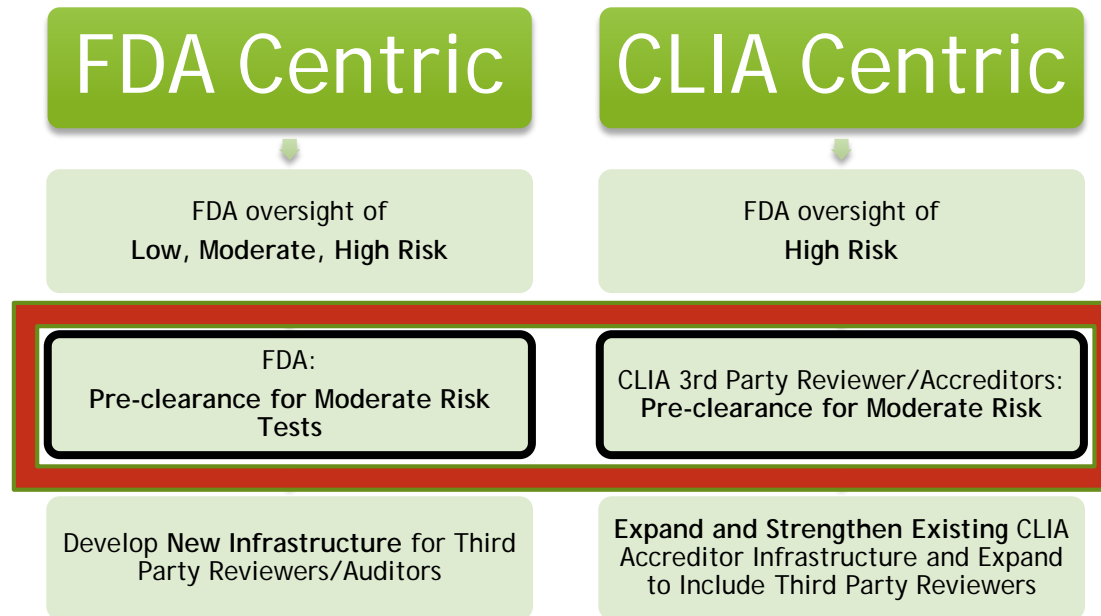 FDA Centric
CLIA Centric
FDA oversight of
Low, Moderate, High Risk
FDA oversight of
High Risk
FDA:
Pre-clearance for Moderate Risk
Tests
CLIA 3rd Party Reviewer/Accreditors:
Pre-clearance for Moderate Risk
Develop New Infrastructure for Third
Party Reviewers/Auditors
Expand and Strengthen Existing CLIA
Accreditor Infrastructure and Expand
to Include Third Party Reviewers